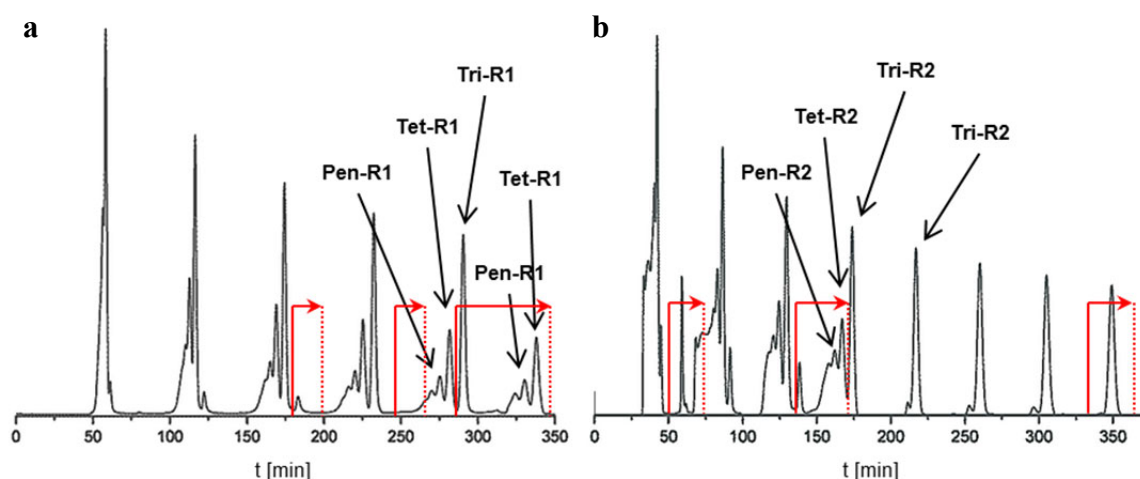 a
Tri-R1
Tet-R1
Pen-R1
Tet-R1
Pen-R1
0 50 100 150 200 250 300 350
t [min]
b
Tri-R2
Tet-R2
Tri-R2
Pen-R2
0 50 100 150 200 250 300 350
t [min]